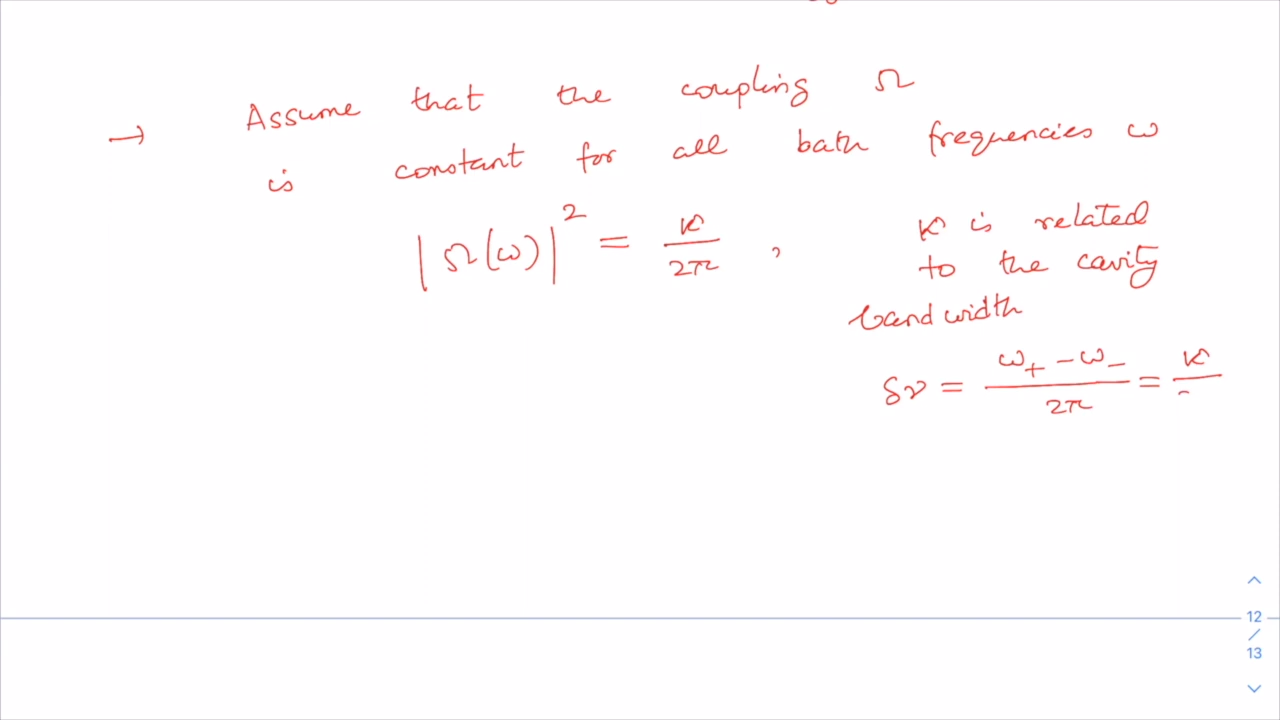 → Assume that the coupling Ω
is constant for all bath frequencies ω
|Ω(ω)|² = κ/2π , κ is related
to the cavity
bandwidth
δν = (ω₊ - ω₋)/2π = κ/
12
/
13